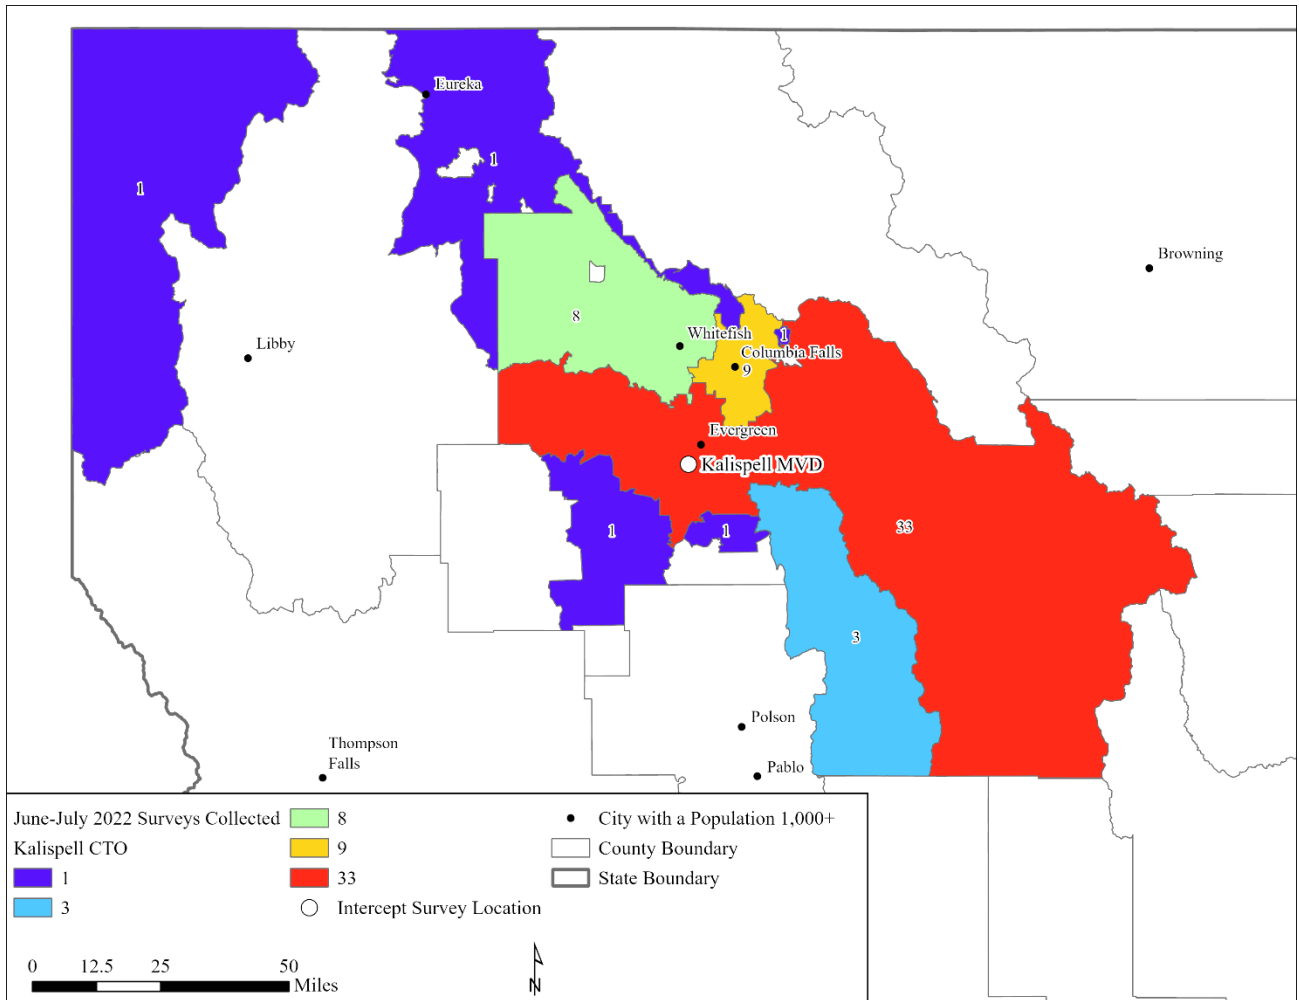 Eureka
1
1
Browning
8
Whitefish
1
Libby
Columbia Falls
9
Evergreen
Kalispell MVD
33
1
1
3
Polson
Thompson
Falls
Pablo
June-July 2022 Surveys Collected
Kalispell CTO
1
3
8
9
33
Intercept Survey Location
City with a Population 1,000+
County Boundary
State Boundary
0 12.5 25 50
Miles
N